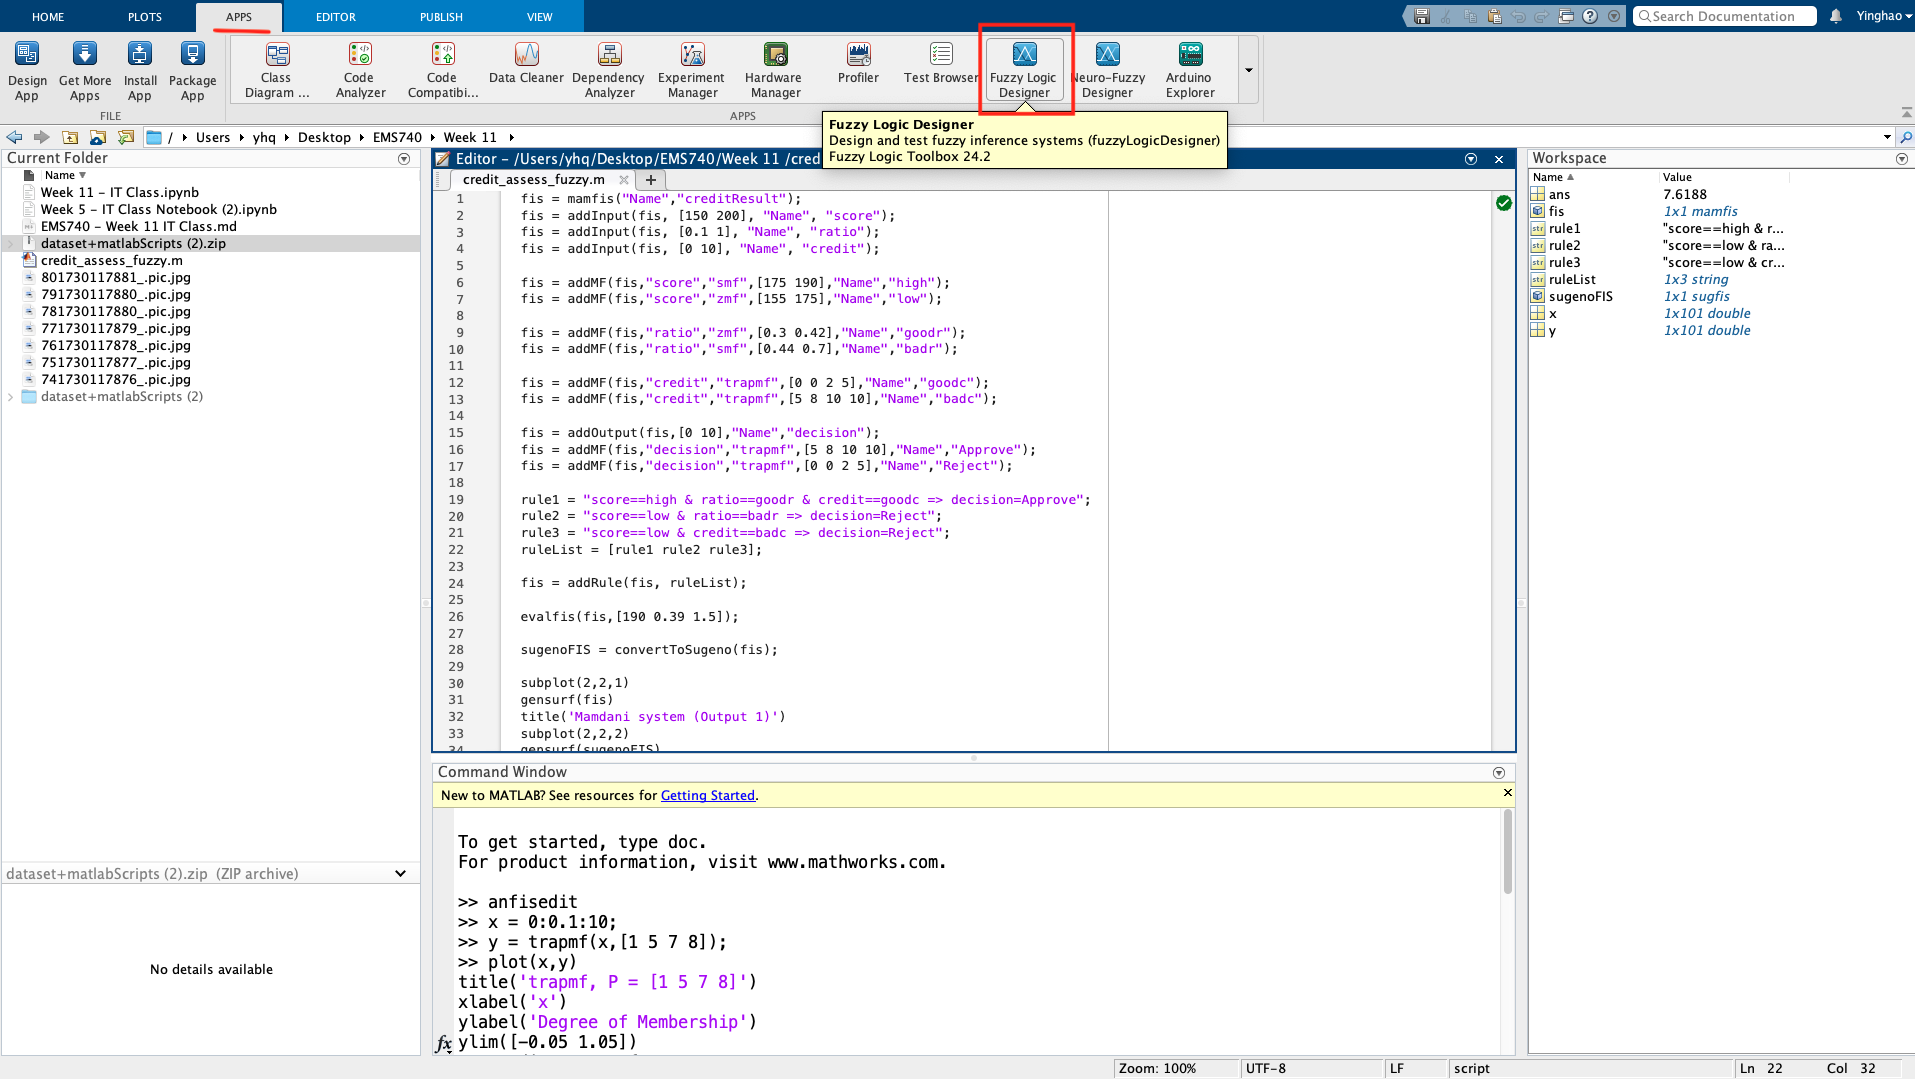 HOME PLOTS APPS EDITOR PUBLISH VIEW Search Documentation Yinghao
Design App
Get More Apps
Install App
Package App
Class Diagram ...
Code Analyzer
Code Compatibi...
Data Cleaner
Dependency Analyzer
Experiment Manager
Hardware Manager
Profiler
Test Browser
Fuzzy Logic Designer
Neuro-Fuzzy Designer
Arduino Explorer
FILE APPS
/ Users yhq Desktop EMS740 Week 11
Fuzzy Logic Designer
Design and test fuzzy inference systems (fuzzyLogicDesigner)
Fuzzy Logic Toolbox 24.2
Current Folder
Name
Week 11 - IT Class.ipynb
Week 5 - IT Class Notebook (2).ipynb
EMS740 - Week 11 IT Class.md
dataset+matlabScripts (2).zip
credit_assess_fuzzy.m
801730117881_.pic.jpg
791730117880_.pic.jpg
781730117880_.pic.jpg
771730117879_.pic.jpg
761730117878_.pic.jpg
751730117877_.pic.jpg
741730117876_.pic.jpg
dataset+matlabScripts (2)
dataset+matlabScripts (2).zip (ZIP archive)
No details available
Editor - /Users/yhq/Desktop/EMS740/Week 11 /cred
credit_assess_fuzzy.m
1 fis = mamfis("Name","creditResult");
2 fis = addInput(fis, [150 200], "Name", "score");
3 fis = addInput(fis, [0.1 1], "Name", "ratio");
4 fis = addInput(fis, [0 10], "Name", "credit");
5
6 fis = addMF(fis,"score","smf",[175 190],"Name","high");
7 fis = addMF(fis,"score","zmf",[155 175],"Name","low");
8
9 fis = addMF(fis,"ratio","zmf",[0.3 0.42],"Name","goodr");
10 fis = addMF(fis,"ratio","smf",[0.44 0.7],"Name","badr");
11
12 fis = addMF(fis,"credit","trapmf",[0 0 2 5],"Name","goodc");
13 fis = addMF(fis,"credit","trapmf",[5 8 10 10],"Name","badc");
14
15 fis = addOutput(fis,[0 10],"Name","decision");
16 fis = addMF(fis,"decision","trapmf",[5 8 10 10],"Name","Approve");
17 fis = addMF(fis,"decision","trapmf",[0 0 2 5],"Name","Reject");
18
19 rule1 = "score==high & ratio==goodr & credit==goodc => decision=Approve";
20 rule2 = "score==low & ratio==badr => decision=Reject";
21 rule3 = "score==low & credit==badc => decision=Reject";
22 ruleList = [rule1 rule2 rule3];
23
24 fis = addRule(fis, ruleList);
25
26 evalfis(fis,[190 0.39 1.5]);
27
28 sugenoFIS = convertToSugeno(fis);
29
30 subplot(2,2,1)
31 gensurf(fis)
32 title('Mamdani system (Output 1)')
33 subplot(2,2,2)
34 gensurf(sugenoFIS)
Command Window
New to MATLAB? See resources for Getting Started.
To get started, type doc.
For product information, visit www.mathworks.com.
>> anfisedit
>> x = 0:0.1:10;
>> y = trapmf(x,[1 5 7 8]);
>> plot(x,y)
title('trapmf, P = [1 5 7 8]')
xlabel('x')
ylabel('Degree of Membership')
fx ylim([-0.05 1.05])
Workspace
Name Value
ans 7.6188
fis 1x1 mamfis
rule1 "score==high & r...
rule2 "score==low & ra...
rule3 "score==low & cr...
ruleList 1x3 string
sugenoFIS 1x1 sugfis
x 1x101 double
y 1x101 double
Zoom: 100% UTF-8 LF script Ln 22 Col 32